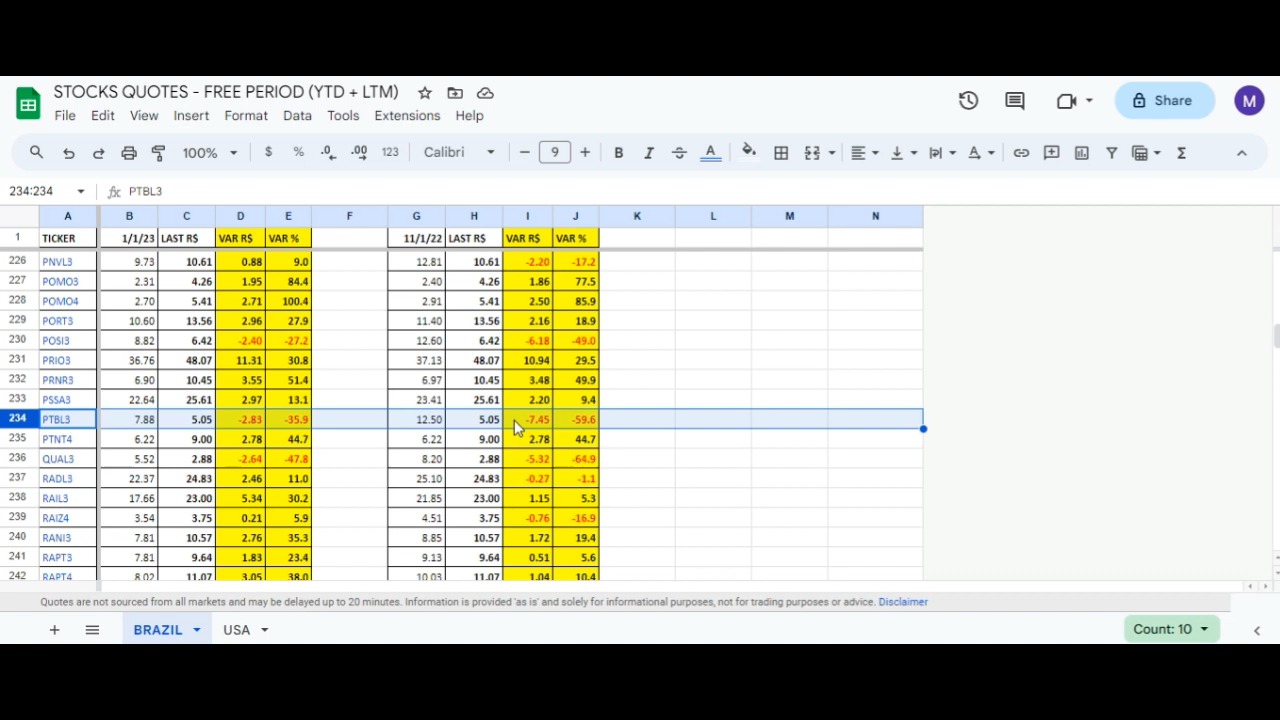 STOCKS QUOTES - FREE PERIOD (YTD + LTM)
File Edit View Insert Format Data Tools Extensions Help
Share M
100% $ % .0 .00 123 Calibri 9 B I A A Σ
234:234 fx PTBL3
A B C D E F G H I J K L M N
1 TICKER 1/1/23 LAST R$ VAR R$ VAR % 11/1/22 LAST R$ VAR R$ VAR %
226 PNVL3 9.73 10.61 0.88 9.0 12.81 10.61 -2.20 -17.2
227 POMO3 2.31 4.26 1.95 84.4 2.40 4.26 1.86 77.5
228 POMO4 2.70 5.41 2.71 100.4 2.91 5.41 2.50 85.9
229 PORT3 10.60 13.56 2.96 27.9 11.40 13.56 2.16 18.9
230 POSI3 8.82 6.42 -2.40 -27.2 12.60 6.42 -6.18 -49.0
231 PRIO3 36.76 48.07 11.31 30.8 37.13 48.07 10.94 29.5
232 PRNR3 6.90 10.45 3.55 51.4 6.97 10.45 3.48 49.9
233 PSSA3 22.64 25.61 2.97 13.1 23.41 25.61 2.20 9.4
234 PTBL3 7.88 5.05 -2.83 -35.9 12.50 5.05 -7.45 -59.6
235 PTNT4 6.22 9.00 2.78 44.7 6.22 9.00 2.78 44.7
236 QUAL3 5.52 2.88 -2.64 -47.8 8.20 2.88 -5.32 -64.9
237 RADL3 22.37 24.83 2.46 11.0 25.10 24.83 -0.27 -1.1
238 RAIL3 17.66 23.00 5.34 30.2 21.85 23.00 1.15 5.3
239 RAIZ4 3.54 3.75 0.21 5.9 4.51 3.75 -0.76 -16.9
240 RANI3 7.81 10.57 2.76 35.3 8.85 10.57 1.72 19.4
241 RAPT3 7.81 9.64 1.83 23.4 9.13 9.64 0.51 5.6
242 RAPT4 8.02 11.07 3.05 38.0 10.03 11.07 1.04 10.4
Quotes are not sourced from all markets and may be delayed up to 20 minutes. Information is provided 'as is' and solely for informational purposes, not for trading purposes or advice. Disclaimer
BRAZIL USA Count: 10